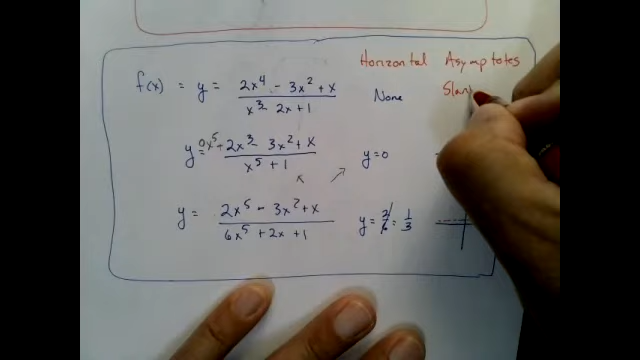 Horizontal Asymptotes
f(x) = y = (2x⁴ - 3x² + x)/(x³ - 2x + 1) None Slan
y = (0x⁵ + 2x³ - 3x² + x)/(x⁵ + 1) y = 0
y = (2x⁵ - 3x² + x)/(6x⁵ + 2x + 1) y = 2/6 = 1/3